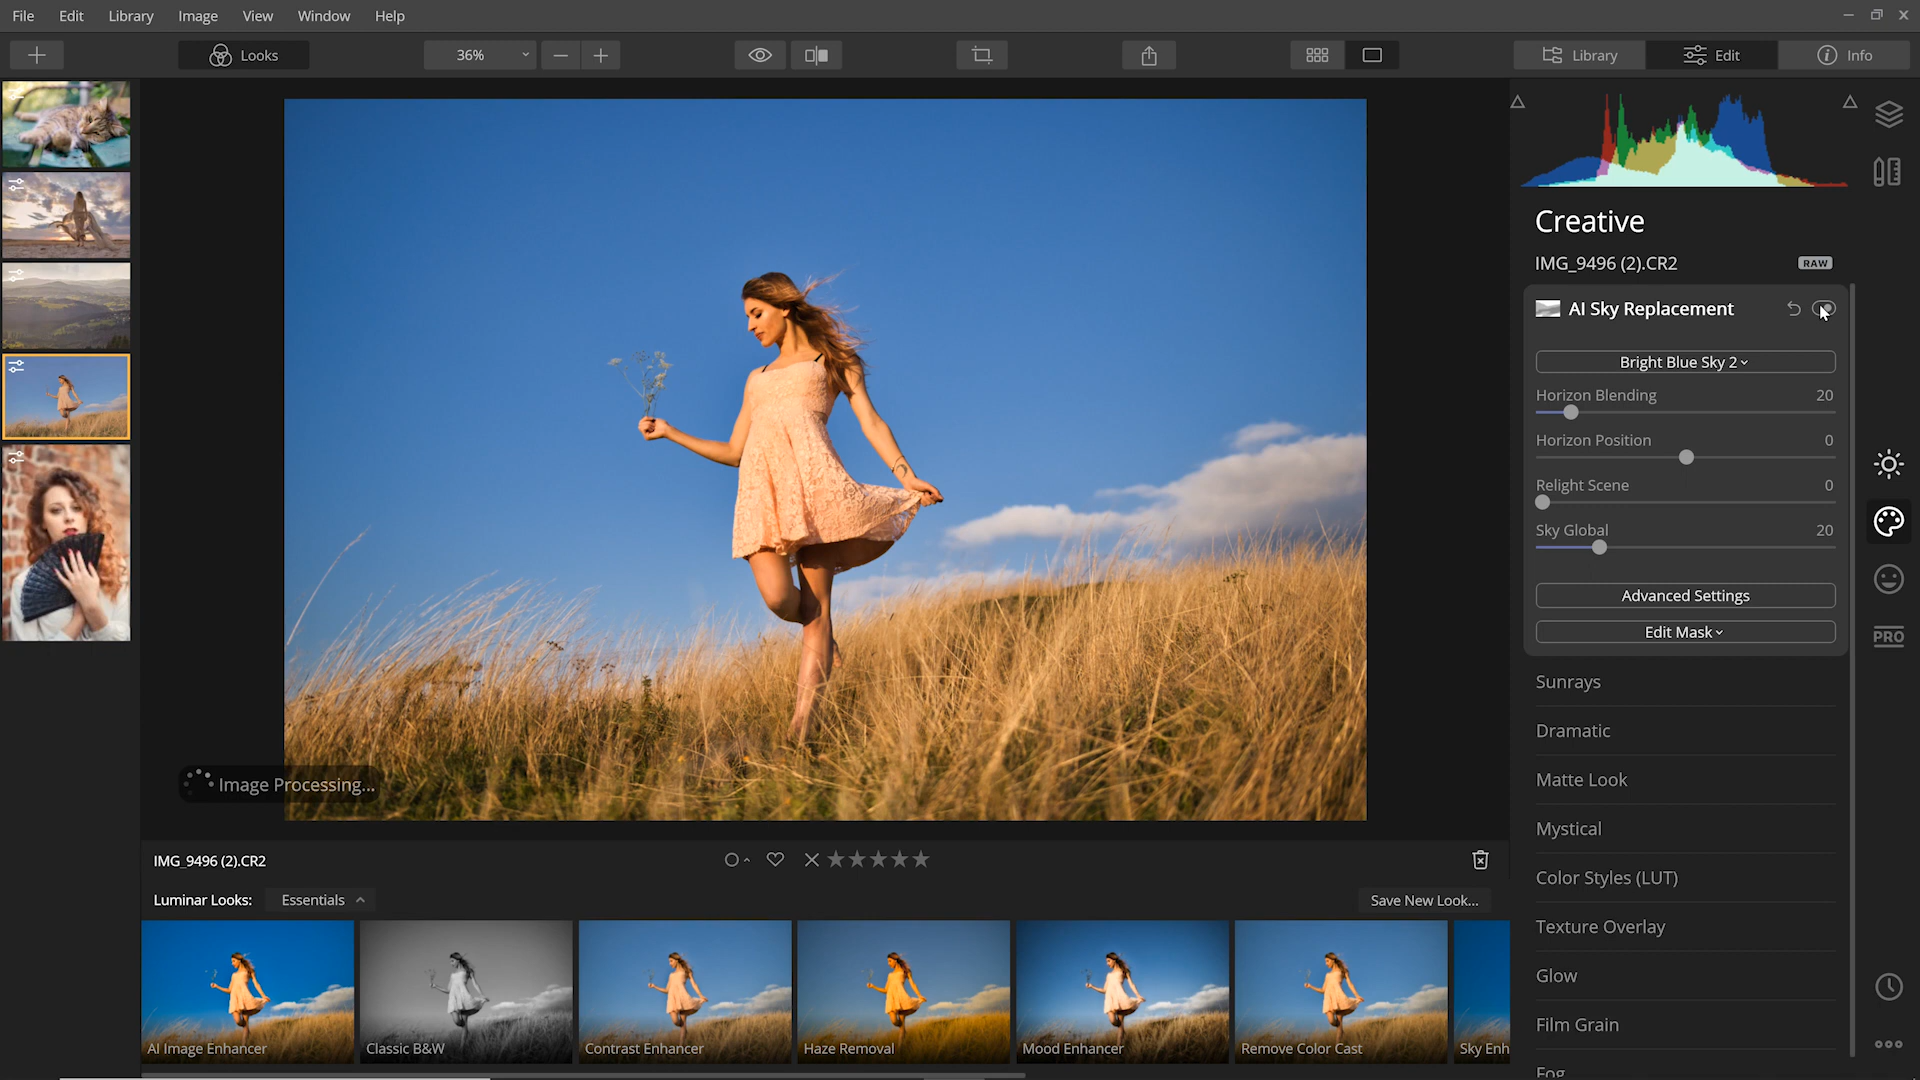 File Edit Library Image View Window Help
Looks 36% Library Edit Info
Creative
IMG_9496 (2).CR2 RAW
AI Sky Replacement
Bright Blue Sky 2
Horizon Blending 20
Horizon Position 0
Relight Scene 0
Sky Global 20
Advanced Settings
Edit Mask
PRO
Sunrays
Dramatic
Matte Look
Mystical
Color Styles (LUT)
Texture Overlay
Glow
Film Grain
Fog
Image Processing...
IMG_9496 (2).CR2
Luminar Looks: Essentials Save New Look...
AI Image Enhancer Classic B&W Contrast Enhancer Haze Removal Mood Enhancer Remove Color Cast Sky Enh